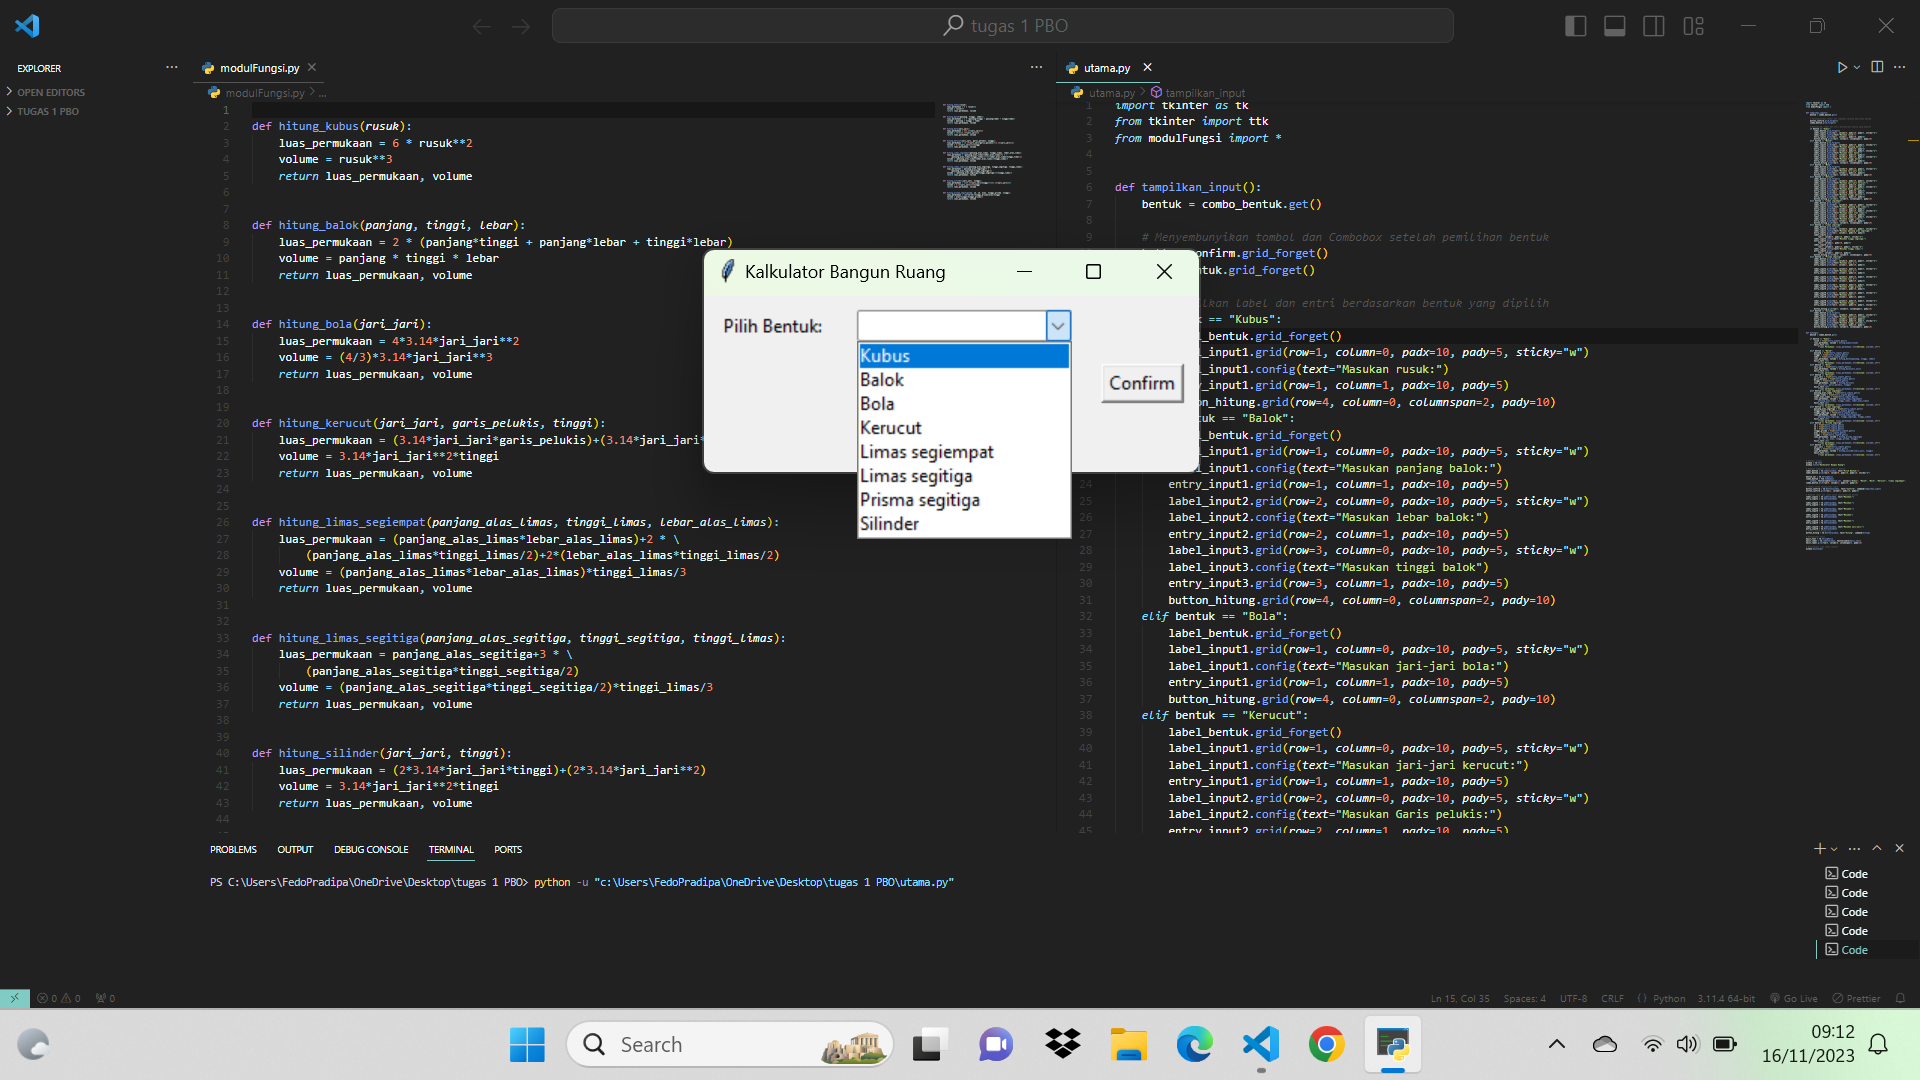 tugas 1 PBO
EXPLORER
OPEN EDITORS
TUGAS 1 PBO
modulFungsi.py
modulFungsi.py > ...
1
2 def hitung_kubus(rusuk):
3 luas_permukaan = 6 * rusuk**2
4 volume = rusuk**3
5 return luas_permukaan, volume
6
7
8 def hitung_balok(panjang, tinggi, lebar):
9 luas_permukaan = 2 * (panjang*tinggi + panjang*lebar + tinggi*lebar)
10 volume = panjang * tinggi * lebar
11 return luas_permukaan, volume
12
13
14 def hitung_bola(jari_jari):
15 luas_permukaan = 4*3.14*jari_jari**2
16 volume = (4/3)*3.14*jari_jari**3
17 return luas_permukaan, volume
18
19
20 def hitung_kerucut(jari_jari, garis_pelukis, tinggi):
21 luas_permukaan = (3.14*jari_jari*garis_pelukis)+(3.14*jari_jari*
22 volume = 3.14*jari_jari**2*tinggi
23 return luas_permukaan, volume
24
25
26 def hitung_limas_segiempat(panjang_alas_limas, tinggi_limas, lebar_alas_limas):
27 luas_permukaan = (panjang_alas_limas*lebar_alas_limas)+2 * \
28 (panjang_alas_limas*tinggi_limas/2)+2*(lebar_alas_limas*tinggi_limas/2)
29 volume = (panjang_alas_limas*lebar_alas_limas)*tinggi_limas/3
30 return luas_permukaan, volume
31
32
33 def hitung_limas_segitiga(panjang_alas_segitiga, tinggi_segitiga, tinggi_limas):
34 luas_permukaan = panjang_alas_segitiga+3 * \
35 (panjang_alas_segitiga*tinggi_segitiga/2)
36 volume = (panjang_alas_segitiga*tinggi_segitiga/2)*tinggi_limas/3
37 return luas_permukaan, volume
38
39
40 def hitung_silinder(jari_jari, tinggi):
41 luas_permukaan = (2*3.14*jari_jari*tinggi)+(2*3.14*jari_jari**2)
42 volume = 3.14*jari_jari**2*tinggi
43 return luas_permukaan, volume
44
utama.py
utama.py > tampilkan_input
1 import tkinter as tk
2 from tkinter import ttk
3 from modulFungsi import *
4
5
6 def tampilkan_input():
7 bentuk = combo_bentuk.get()
8
9 # Menyembunyikan tombol dan Combobox setelah pemilihan bentuk
onfirm.grid_forget()
tuk.grid_forget()
lkan label dan entri berdasarkan bentuk yang dipilih
k == "Kubus":
l_bentuk.grid_forget()
_input1.grid(row=1, column=0, padx=10, pady=5, sticky="w")
_input1.config(text="Masukan rusuk:")
y_input1.grid(row=1, column=1, padx=10, pady=5)
on_hitung.grid(row=4, column=0, columnspan=2, pady=10)
tuk == "Balok":
l_bentuk.grid_forget()
l_input1.grid(row=1, column=0, padx=10, pady=5, sticky="w")
l_input1.config(text="Masukan panjang balok:")
24 entry_input1.grid(row=1, column=1, padx=10, pady=5)
25 label_input2.grid(row=2, column=0, padx=10, pady=5, sticky="w")
26 label_input2.config(text="Masukan lebar balok:")
27 entry_input2.grid(row=2, column=1, padx=10, pady=5)
28 label_input3.grid(row=3, column=0, padx=10, pady=5, sticky="w")
29 label_input3.config(text="Masukan tinggi balok")
30 entry_input3.grid(row=3, column=1, padx=10, pady=5)
31 button_hitung.grid(row=4, column=0, columnspan=2, pady=10)
32 elif bentuk == "Bola":
33 label_bentuk.grid_forget()
34 label_input1.grid(row=1, column=0, padx=10, pady=5, sticky="w")
35 label_input1.config(text="Masukan jari-jari bola:")
36 entry_input1.grid(row=1, column=1, padx=10, pady=5)
37 button_hitung.grid(row=4, column=0, columnspan=2, pady=10)
38 elif bentuk == "Kerucut":
39 label_bentuk.grid_forget()
40 label_input1.grid(row=1, column=0, padx=10, pady=5, sticky="w")
41 label_input1.config(text="Masukan jari-jari kerucut:")
42 entry_input1.grid(row=1, column=1, padx=10, pady=5)
43 label_input2.grid(row=2, column=0, padx=10, pady=5, sticky="w")
44 label_input2.config(text="Masukan Garis pelukis:")
45 entry_input2.grid(row=2, column=1, padx=10, pady=5)
Kalkulator Bangun Ruang
Pilih Bentuk:
Kubus
Balok
Bola
Kerucut
Limas segiempat
Limas segitiga
Prisma segitiga
Silinder
Confirm
PROBLEMS OUTPUT DEBUG CONSOLE TERMINAL PORTS
PS C:\Users\FedoPradipa\OneDrive\Desktop\tugas 1 PBO> python -u "c:\Users\FedoPradipa\OneDrive\Desktop\tugas 1 PBO\utama.py"
Code
Code
Code
Code
Code
0 0 0
Ln 15, Col 35 Spaces: 4 UTF-8 CRLF {} Python 3.11.4 64-bit Go Live Prettier
Search
09:12
16/11/2023